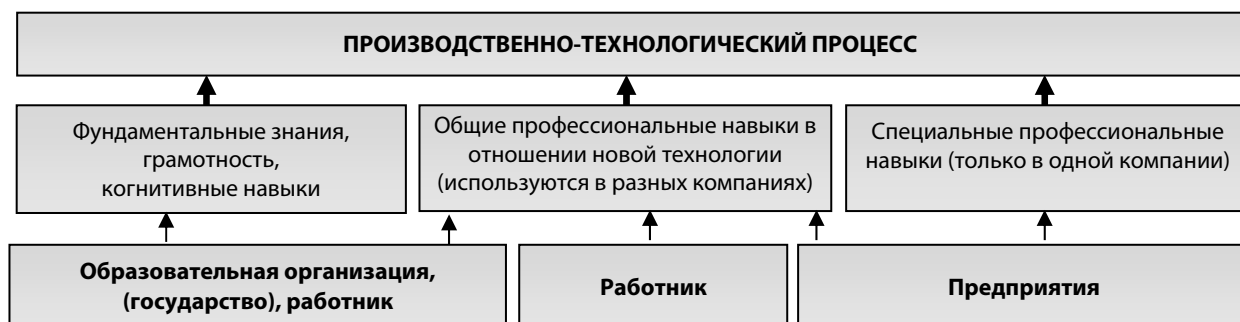 ПРОИЗВОДСТВЕННО-ТЕХНОЛОГИЧЕСКИЙ ПРОЦЕСС
Фундаментальные знания,
грамотность,
когнитивные навыки
Общие профессиональные навыки в
отношении новой технологии
(используются в разных компаниях)
Специальные профессиональные
навыки (только в одной компании)
Образовательная организация,
(государство), работник
Работник
Предприятия